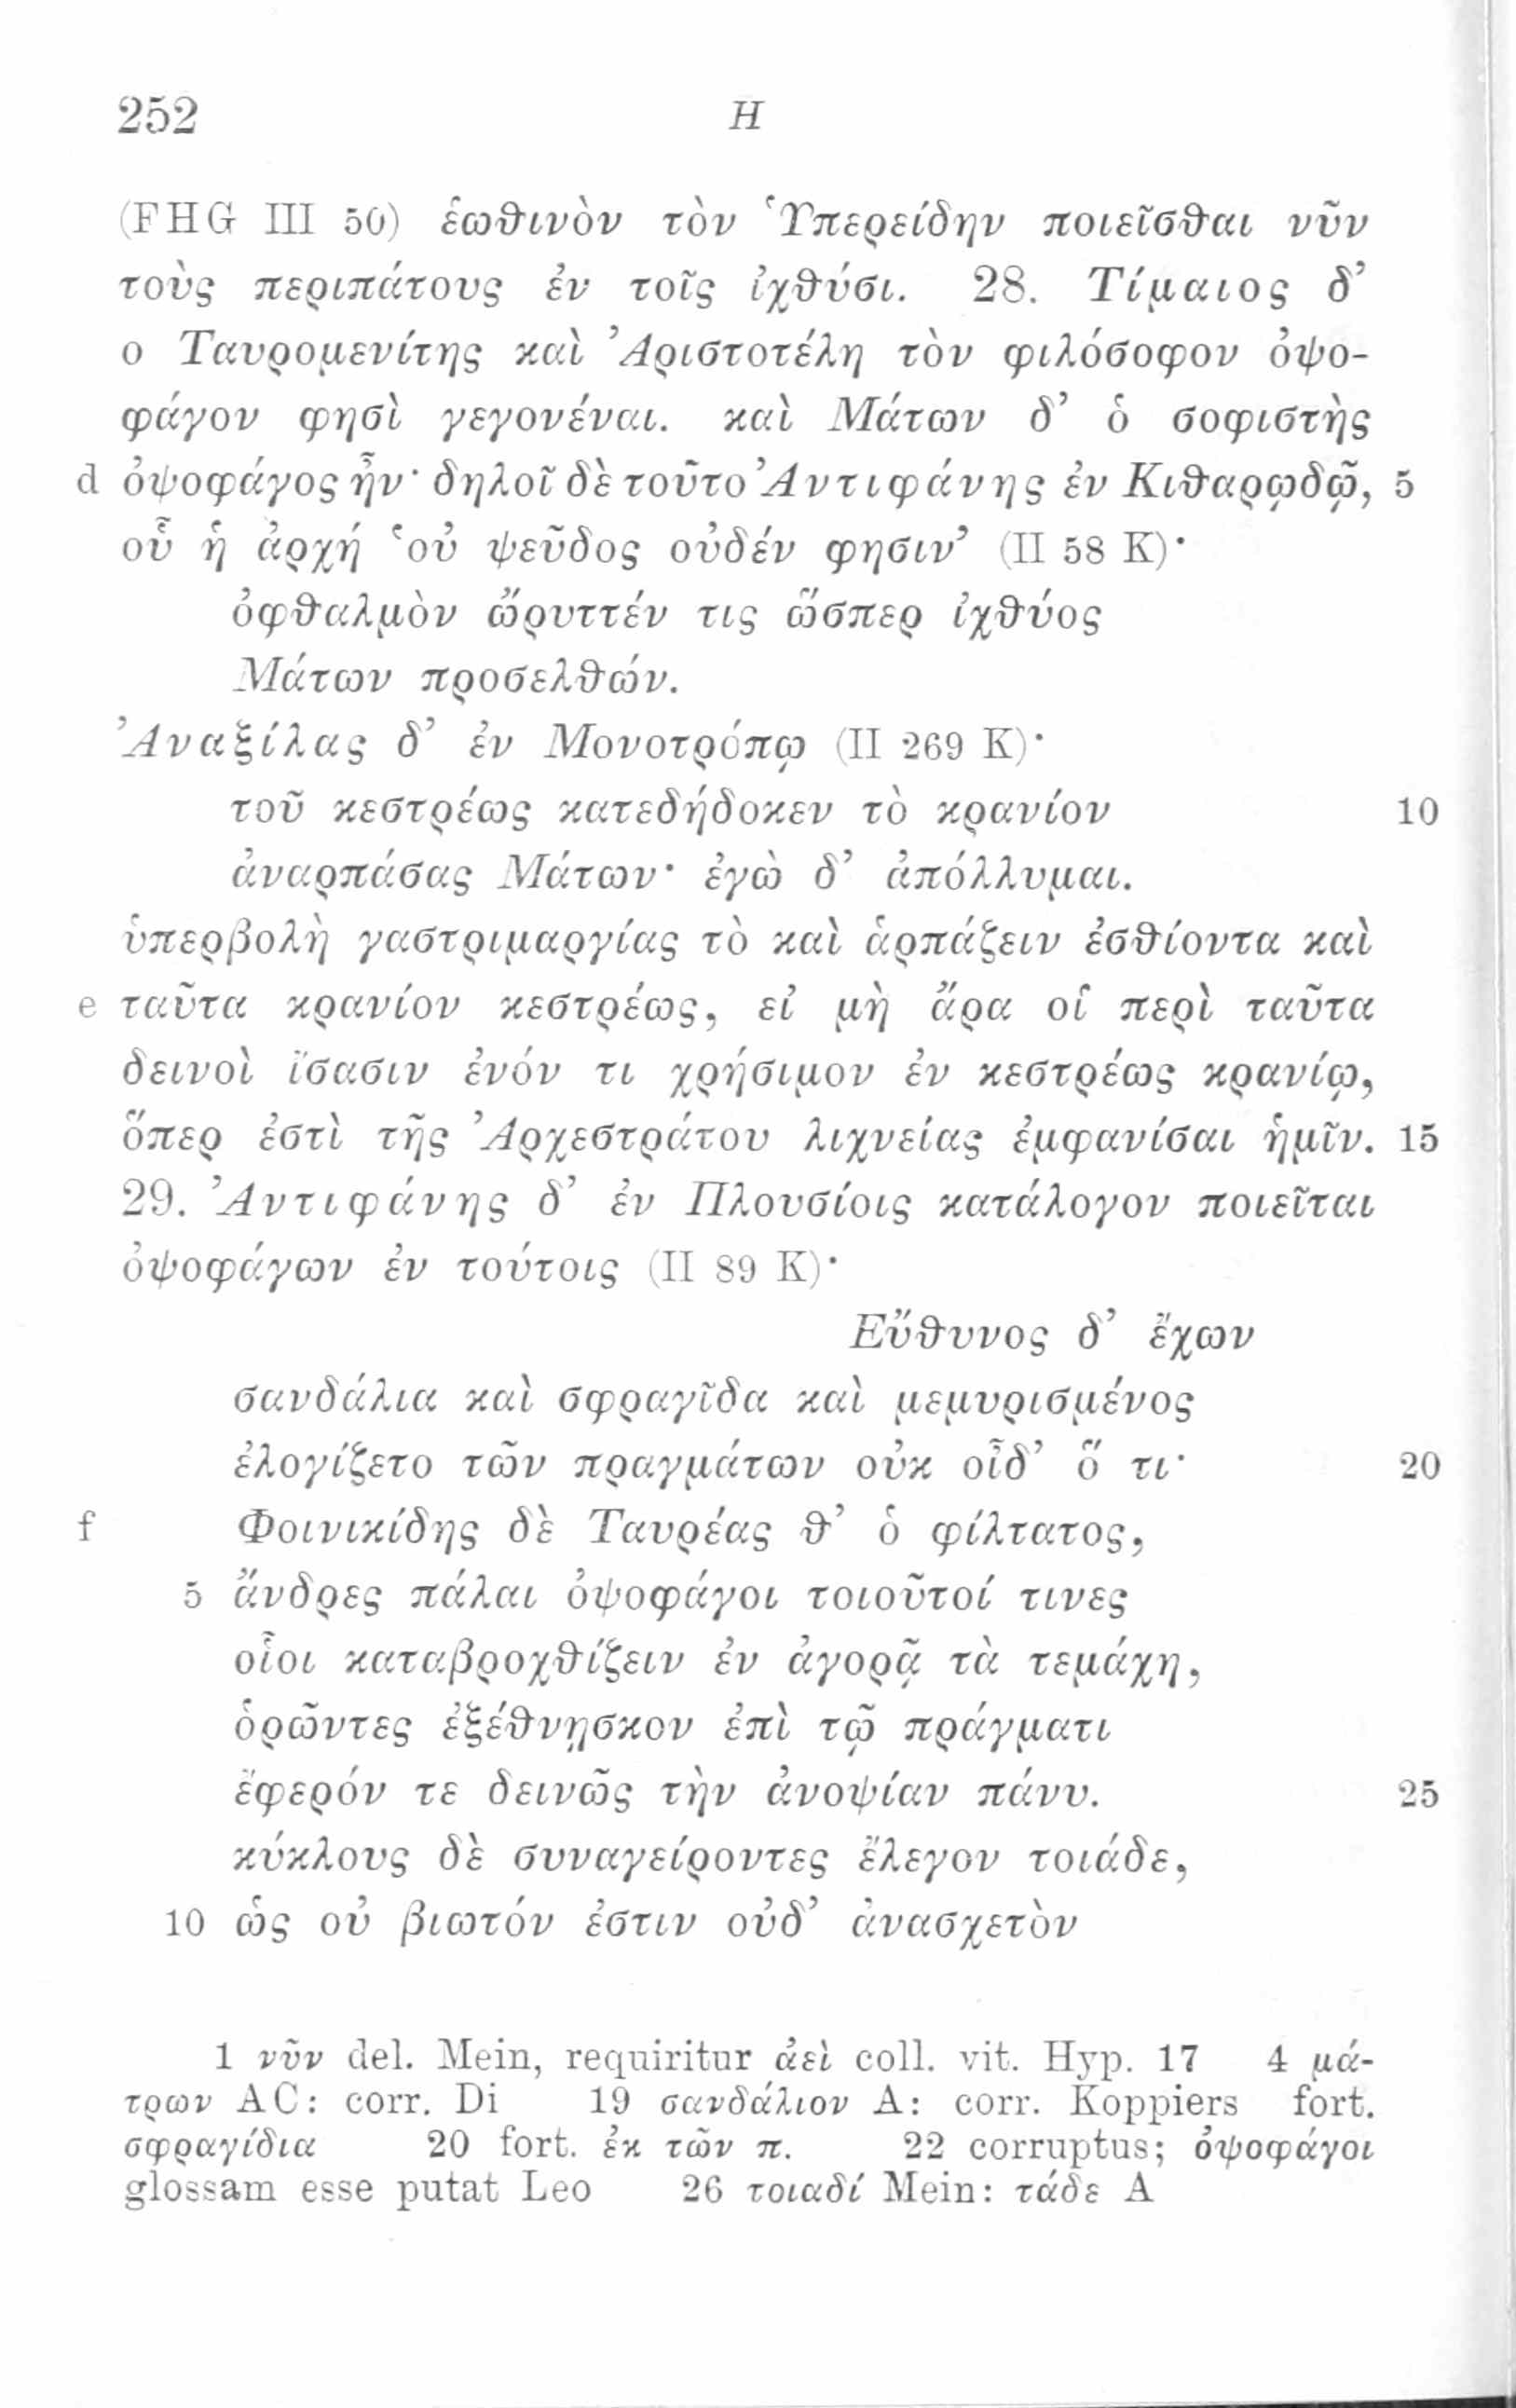 252 H
(FHG III 50) ἑωθινὸν τὸν Ὑπερείδην ποιεῖσθαι νῦν
τοὺς περιπάτους ἐν τοῖς ἰχθύσι. 28. Τίμαιος δ’
ο Ταυρομενίτης καὶ Ἀριστοτέλη τὸν φιλόσοφον ὀψο-
φάγον φησὶ γεγονέναι. καὶ Μάτων δ’ ὁ σοφιστὴς
d ὀψοφάγος ἦν· δηλοῖ δὲ τοῦτο Ἀντιφάνης ἐν Κιθαρῳδῷ, 5
οὗ ἡ ἀρχή ‘οὐ ψεῦδος οὐδέν φησιν’ (II 58 K)·
ὀφθαλμὸν ὤρυττέν τις ὥσπερ ἰχθύος
Μάτων προσελθών.
Ἀναξίλας δ’ ἐν Μονοτρόπῳ (II 269 K)·
τοῦ κεστρέως κατεδήδοκεν τὸ κρανίον 10
ἀναρπάσας Μάτων· ἐγὼ δ’ ἀπόλλυμαι.
ὑπερβολὴ γαστριμαργίας τὸ καὶ ἁρπάζειν ἐσθίοντα καὶ
e ταῦτα κρανίον κεστρέως, εἰ μὴ ἄρα οἱ περὶ ταῦτα
δεινοὶ ἴσασιν ἐνόν τι χρήσιμον ἐν κεστρέως κρανίῳ,
ὅπερ ἐστὶ τῆς Ἀρχεστράτου λιχνείας ἐμφανίσαι ἡμῖν. 15
29. Ἀντιφάνης δ’ ἐν Πλουσίοις κατάλογον ποιεῖται
ὀψοφάγων ἐν τούτοις (II 89 K)·
Εὔθυνος δ’ ἔχων
σανδάλια καὶ σφραγῖδα καὶ μεμυρισμένος
ἐλογίζετο τῶν πραγμάτων οὐκ οἶδ’ ὅ τι· 20
f Φοινικίδης δὲ Ταυρέας θ’ ὁ φίλτατος,
5 ἄνδρες πάλαι ὀψοφάγοι τοιοῦτοί τινες
οἷοι καταβροχθίζειν ἐν ἀγορᾷ τὰ τεμάχη,
ὁρῶντες ἐξέθνῃσκον ἐπὶ τῷ πράγματι
ἔφερόν τε δεινῶς τὴν ἀνοψίαν πάνυ. 25
κύκλους δὲ συναγείροντες ἔλεγον τοιάδε,
10 ὡς οὐ βιωτόν ἐστιν οὐδ’ ἀνασχετὸν
1 νῦν del. Mein, requiritur ἀεὶ coll. vit. Hyp. 17 4 μά-
τρων AC: corr. Di 19 σανδάλιον A: corr. Koppiers fort.
σφραγίδια 20 fort. ἐκ τῶν π. 22 corruptus; ὀψοφάγοι
glossam esse putat Leo 26 τοιαδί Mein: τάδε A